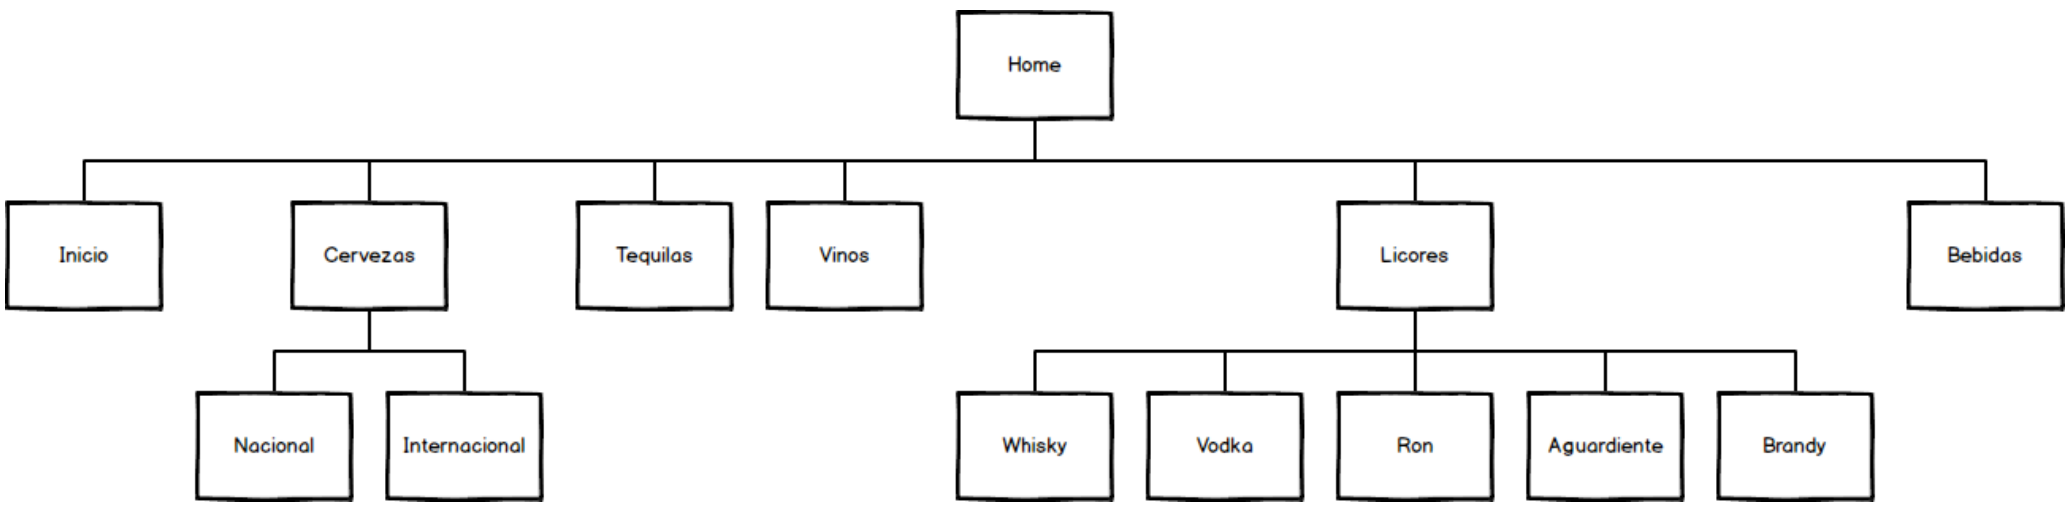 Home
Inicio
Cervezas
Tequilas
Vinos
Licores
Bebidas
Nacional
Internacional
Whisky
Vodka
Ron
Aguardiente
Brandy